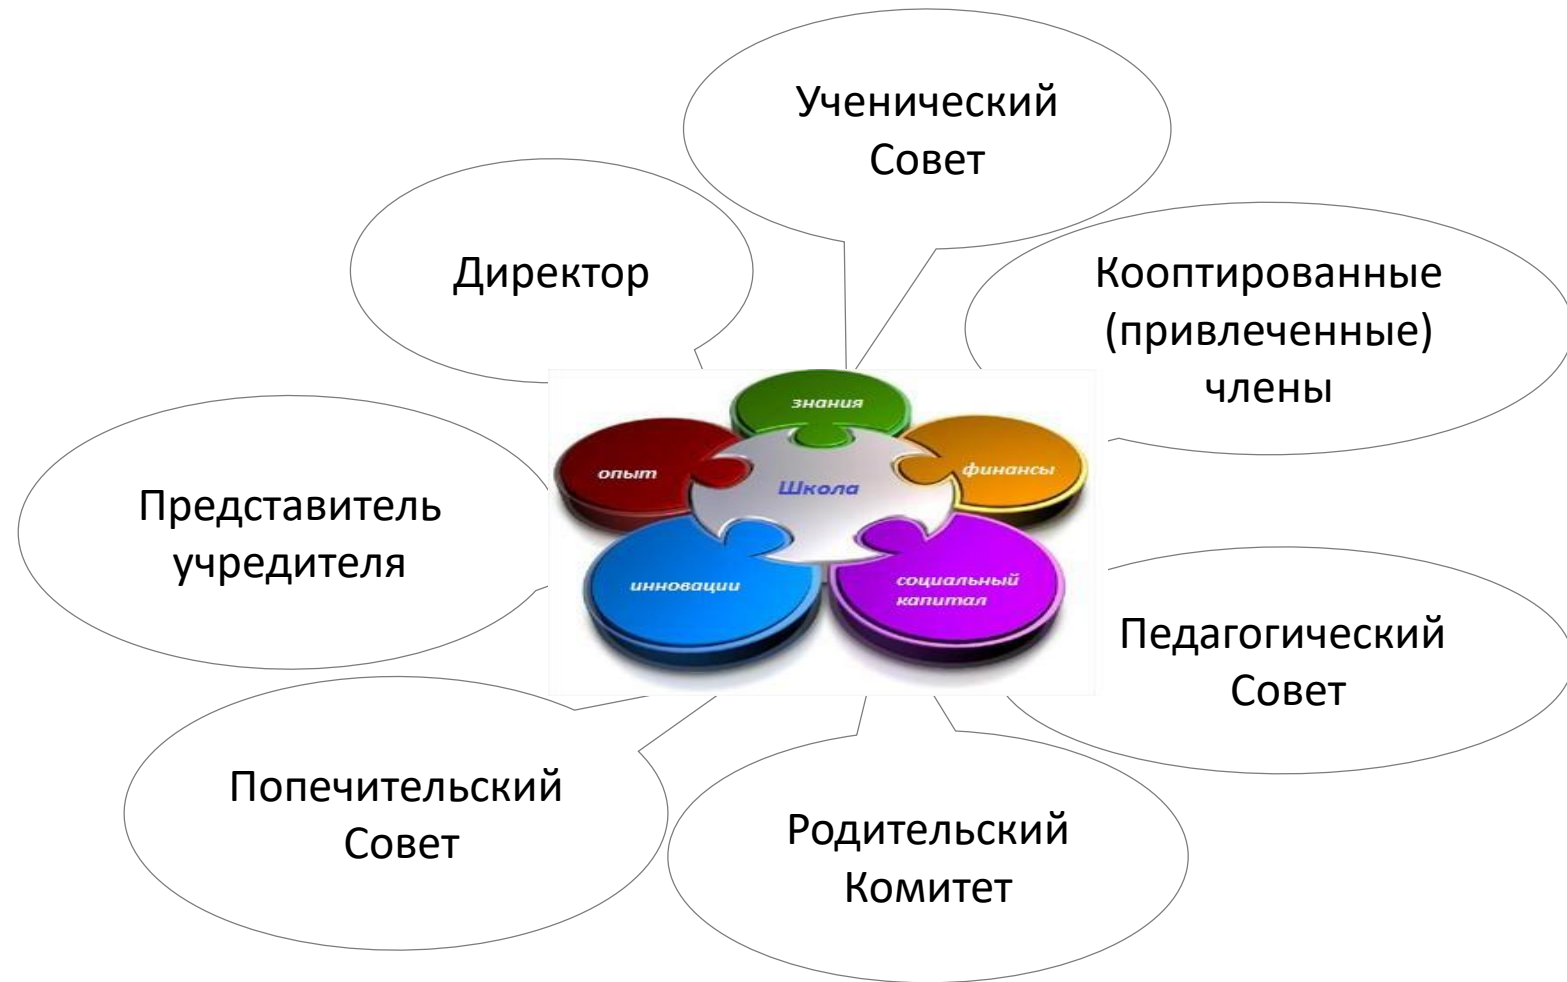 Ученический
Совет
Директор
Кооптированные
(привлеченные)
члены
знания
опыт
финансы
Школа
Представитель
учредителя
инновации
социальный
капитал
Педагогический
Совет
Попечительский
Совет
Родительский
Комитет